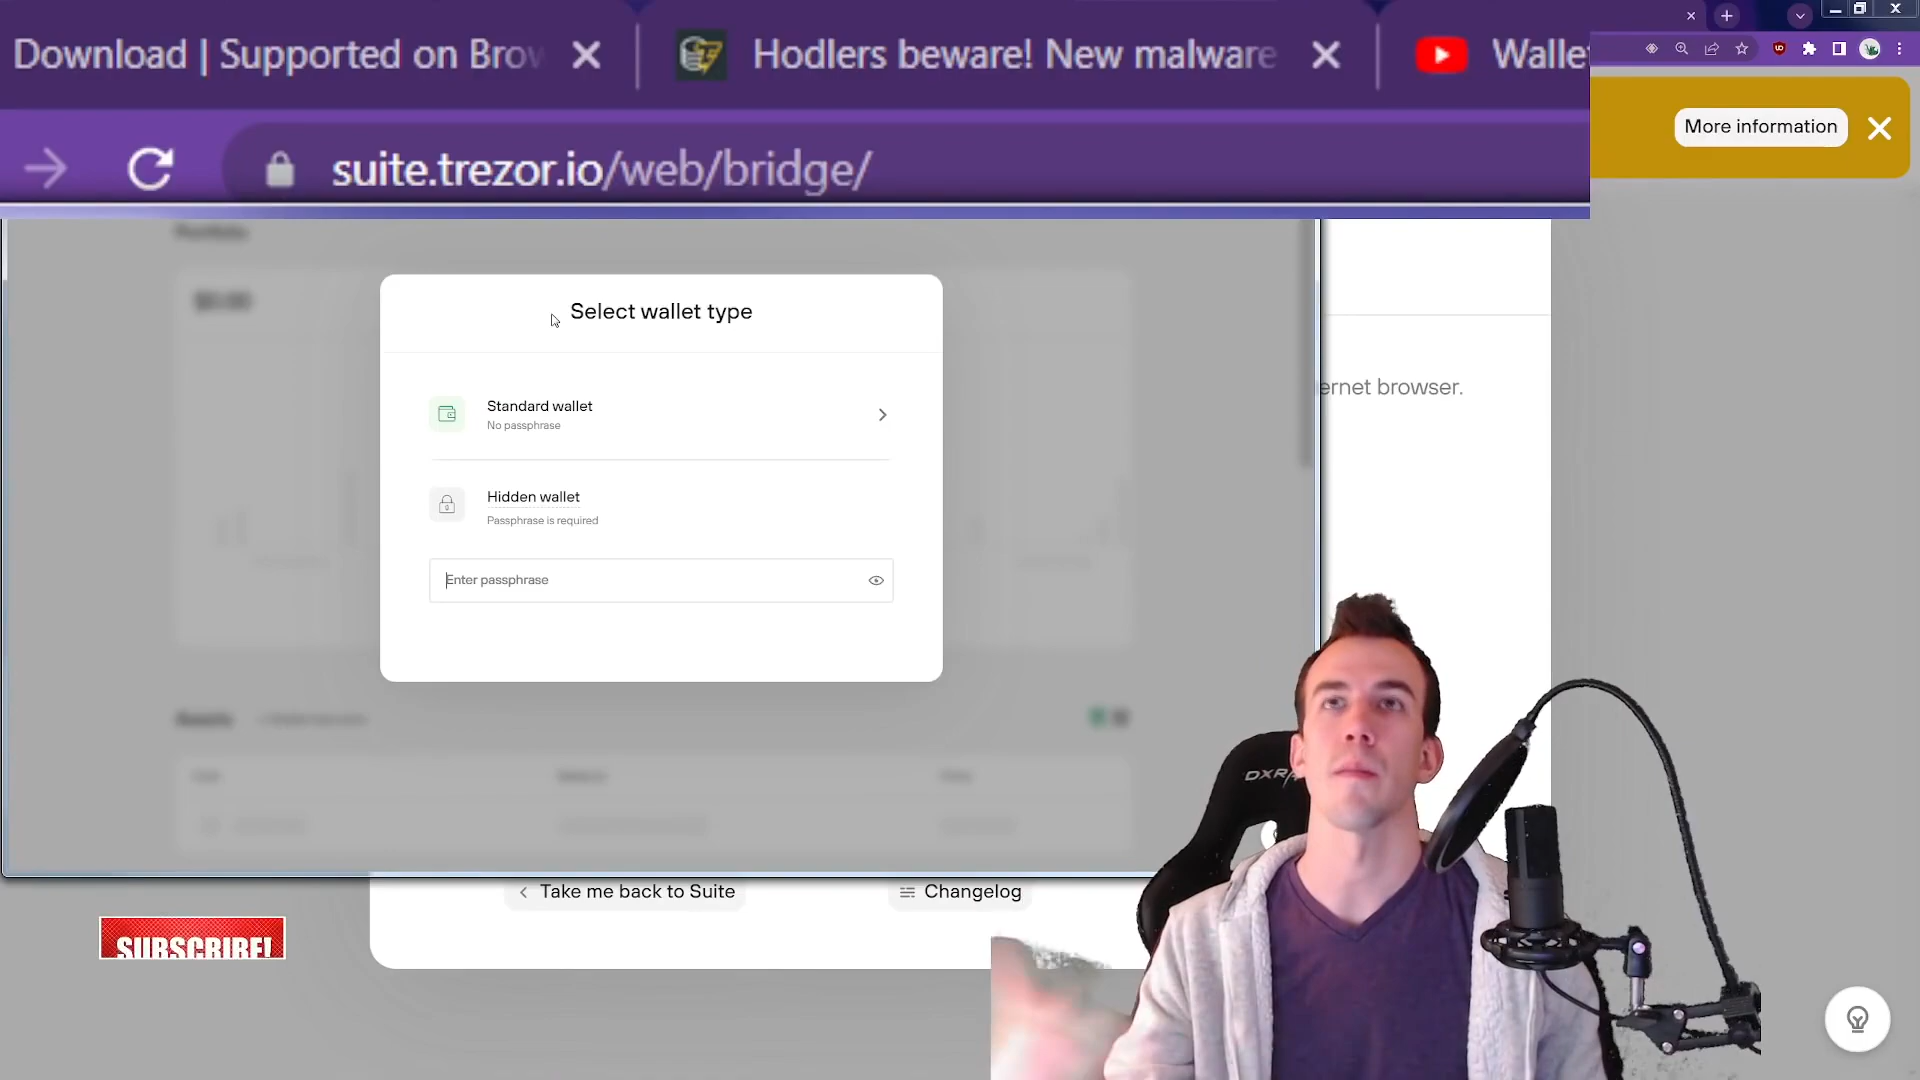 Download | Supported on Brow
Hodlers beware! New malware
Walle
suite.trezor.io/web/bridge/
More information
Select wallet type
Standard wallet
No passphrase
Hidden wallet
Passphrase is required
Enter passphrase
ernet browser.
Take me back to Suite
Changelog
SUBSCRIBE!